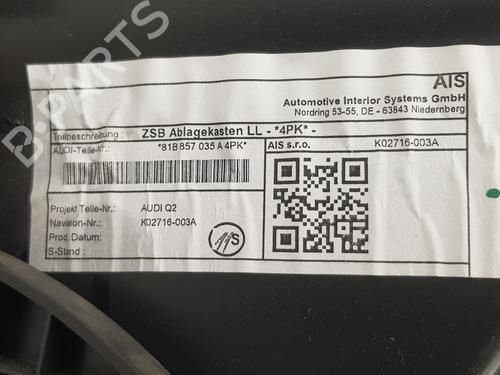 AIS
Automotive Interior Systems GmbH
Nordring 53-55, DE - 63843 Niedernberg
Teilbeschreibung : ZSB Ablagekasten LL - *4PK* -
AUDI-Teile-Nr.: *81B 857 035 A 4PK* AIS s.r.o. K02716-003A
Projekt Teile-Nr.: AUDI Q2
Navision-Nr.: K02716-003A
Prod. Datum:
S-Stand :
B-PARTS